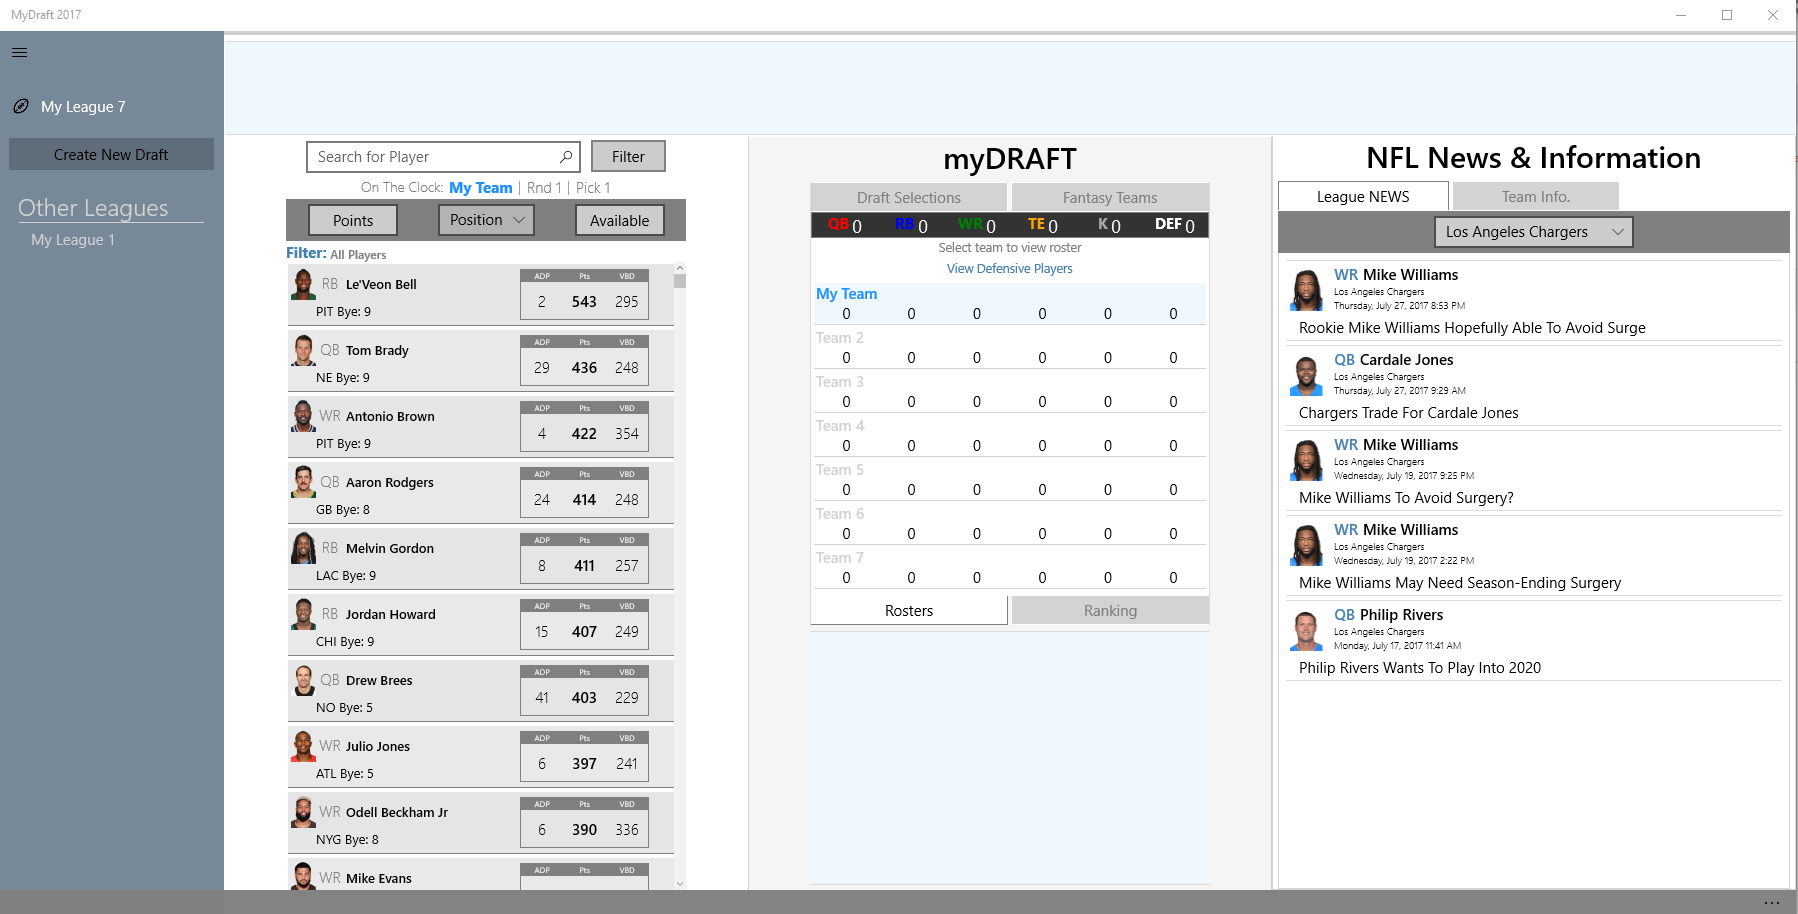 MyDraft 2017
My League 7
Create New Draft
Other Leagues
My League 1
Search for Player
Filter
On The Clock: My Team | Rnd 1 | Pick 1
Points
Position
Available
Filter: All Players
RB Le'Veon Bell
PIT Bye: 9
ADP Pts VBD
2 543 295
QB Tom Brady
NE Bye: 9
ADP Pts VBD
29 436 248
WR Antonio Brown
PIT Bye: 9
ADP Pts VBD
4 422 354
QB Aaron Rodgers
GB Bye: 8
ADP Pts VBD
24 414 248
RB Melvin Gordon
LAC Bye: 9
ADP Pts VBD
8 411 257
RB Jordan Howard
CHI Bye: 9
ADP Pts VBD
15 407 249
QB Drew Brees
NO Bye: 5
ADP Pts VBD
41 403 229
WR Julio Jones
ATL Bye: 5
ADP Pts VBD
6 397 241
WR Odell Beckham Jr
NYG Bye: 8
ADP Pts VBD
6 390 336
WR Mike Evans
ADP Pts VBD
myDRAFT
Draft Selections
Fantasy Teams
QB 0 RB 0 WR 0 TE 0 K 0 DEF 0
Select team to view roster
View Defensive Players
My Team
0 0 0 0 0 0
Team 2
0 0 0 0 0 0
Team 3
0 0 0 0 0 0
Team 4
0 0 0 0 0 0
Team 5
0 0 0 0 0 0
Team 6
0 0 0 0 0 0
Team 7
0 0 0 0 0 0
Rosters
Ranking
NFL News & Information
League NEWS
Team Info.
Los Angeles Chargers
WR Mike Williams
Los Angeles Chargers
Thursday, July 27, 2017 8:53 PM
Rookie Mike Williams Hopefully Able To Avoid Surge
QB Cardale Jones
Los Angeles Chargers
Thursday, July 27, 2017 9:29 AM
Chargers Trade For Cardale Jones
WR Mike Williams
Los Angeles Chargers
Wednesday, July 19, 2017 9:25 PM
Mike Williams To Avoid Surgery?
WR Mike Williams
Los Angeles Chargers
Wednesday, July 19, 2017 2:22 PM
Mike Williams May Need Season-Ending Surgery
QB Philip Rivers
Los Angeles Chargers
Monday, July 17, 2017 11:41 AM
Philip Rivers Wants To Play Into 2020